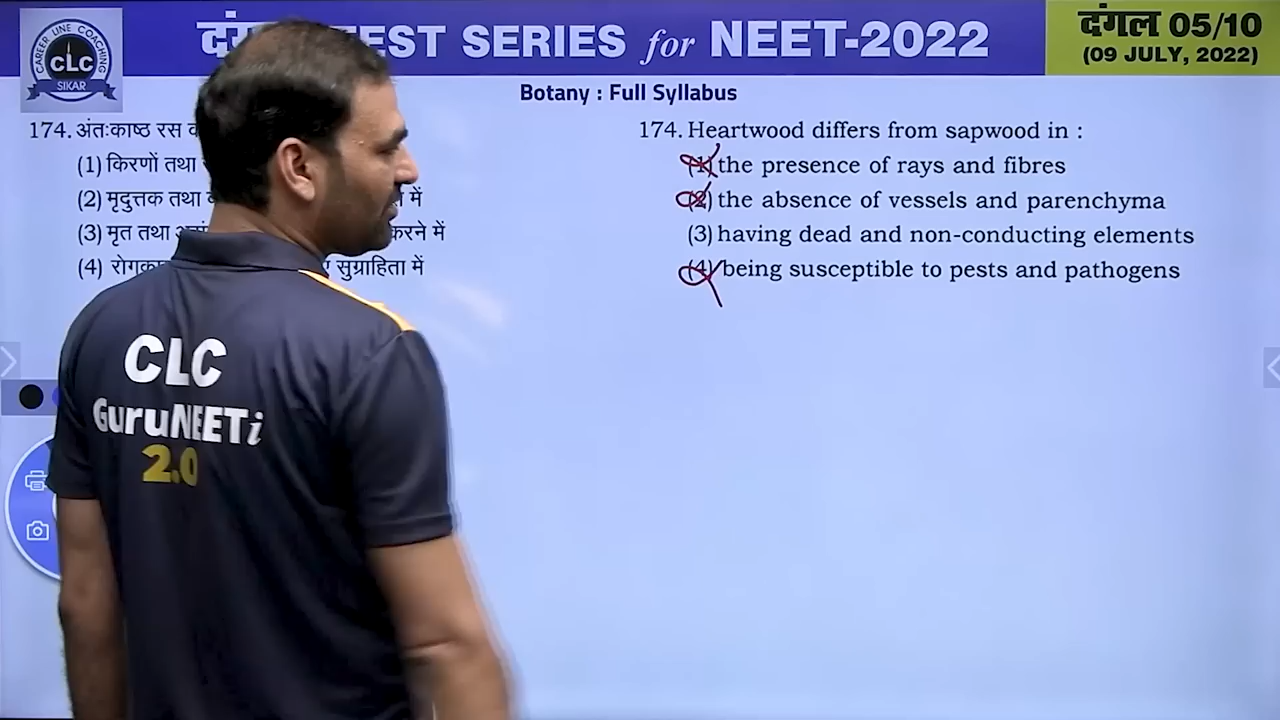 CAREER LINE COACHING
CLC
SIKAR
TEST SERIES for NEET-2022
दंगल 05/10
(09 JULY, 2022)
Botany : Full Syllabus
174. अंतःकाष्ठ रस
(1) किरणों तथा
(2) मृदुत्तक तथा में
(3) मृत तथा करने में
(4) सुग्राहिता में
174. Heartwood differs from sapwood in :
(1) the presence of rays and fibres
(2) the absence of vessels and parenchyma
(3) having dead and non-conducting elements
(4) being susceptible to pests and pathogens
CLC
GuruNEETi
2.0